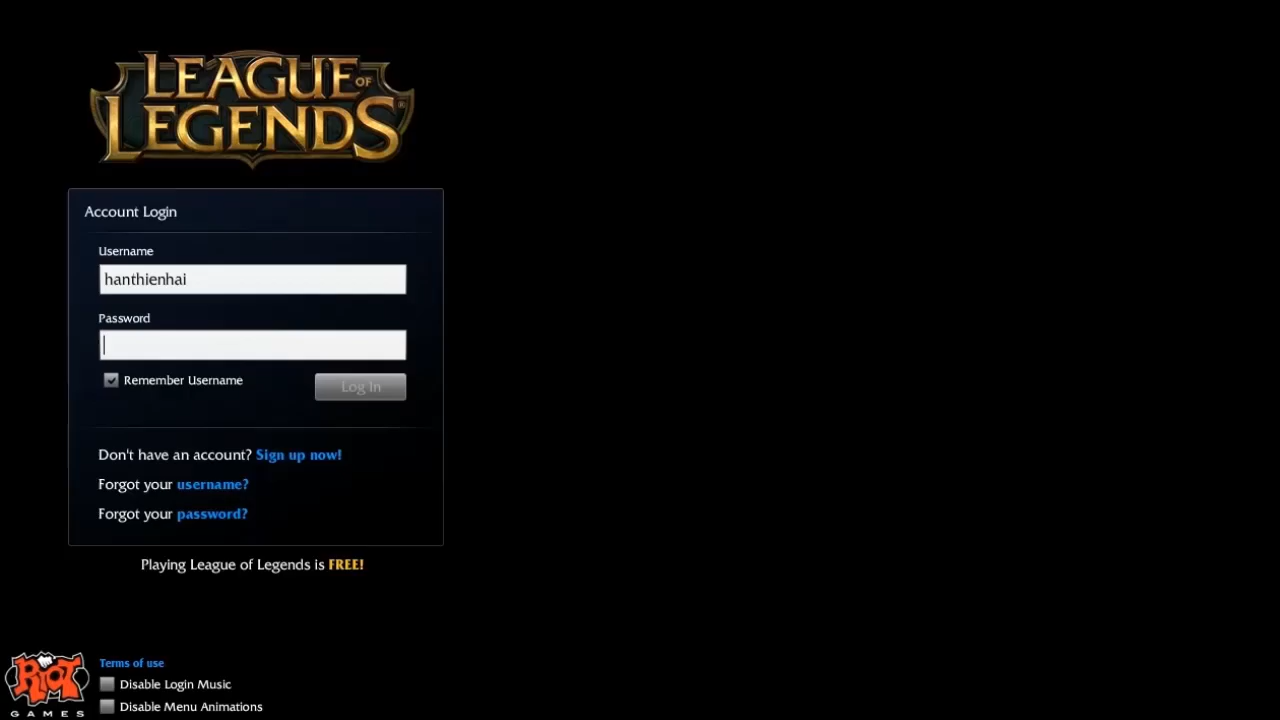 LEAGUE OF
LEGENDS®
Account Login
Username
hanthienhai
Password
Remember Username
Log In
Don't have an account? Sign up now!
Forgot your username?
Forgot your password?
Playing League of Legends is FREE!
RIOT
GAMES
Terms of use
Disable Login Music
Disable Menu Animations